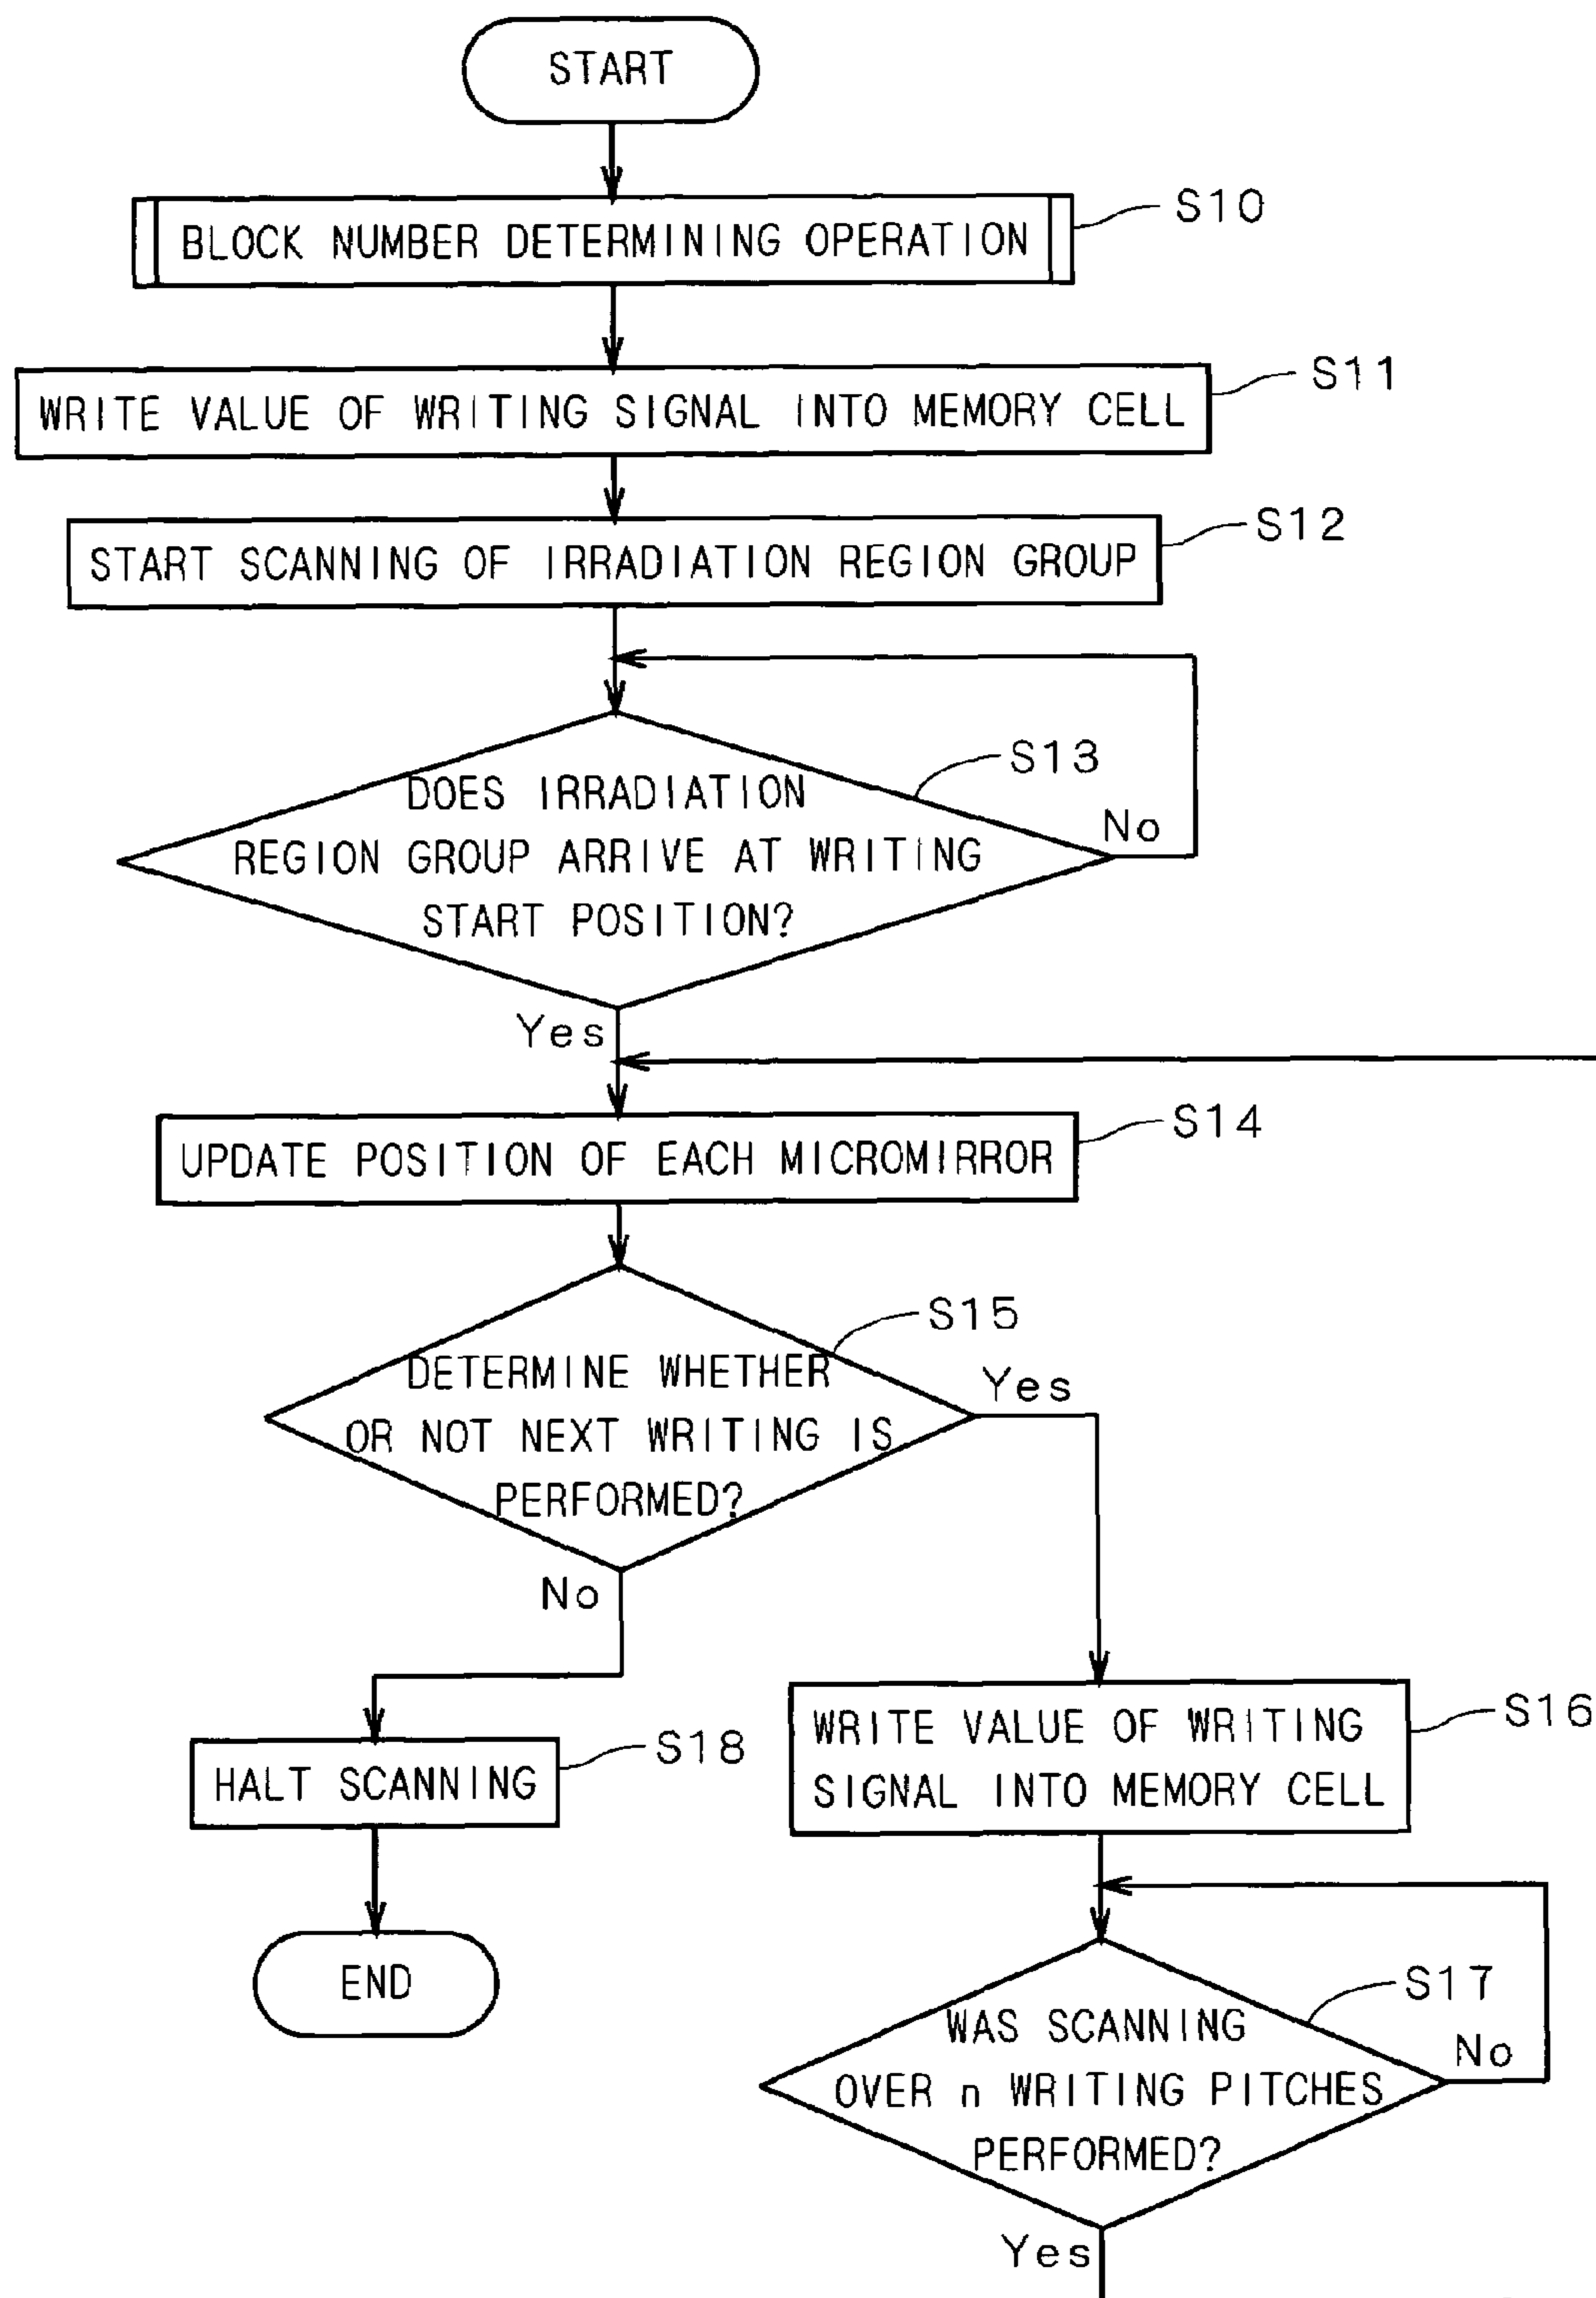 START
BLOCK NUMBER DETERMINING OPERATION
S10
WRITE VALUE OF WRITING SIGNAL INTO MEMORY CELL
S11
START SCANNING OF IRRADIATION REGION GROUP
S12
DOES IRRADIATION
REGION GROUP ARRIVE AT WRITING
START POSITION?
S13
No
Yes
UPDATE POSITION OF EACH MICROMIRROR
S14
DETERMINE WHETHER
OR NOT NEXT WRITING IS
PERFORMED?
S15
Yes
No
HALT SCANNING
S18
END
WRITE VALUE OF WRITING
SIGNAL INTO MEMORY CELL
S16
WAS SCANNING
OVER n WRITING PITCHES
PERFORMED?
S17
No
Yes